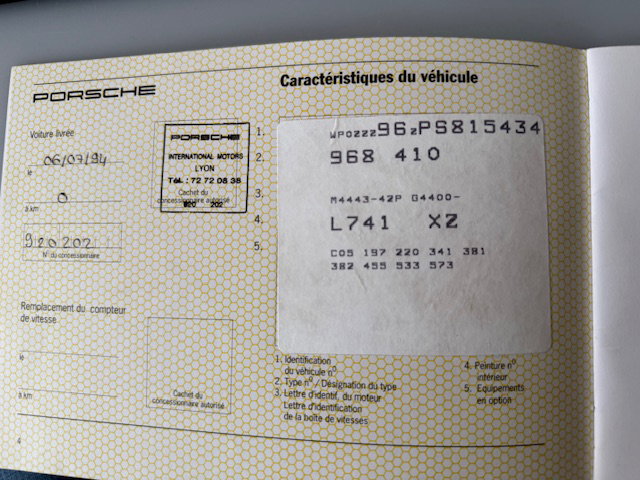 PORSCHE
Voiture livrée
le 06/07/94
à km 0
920 202
N° du concessionnaire
PORSCHE
INTERNATIONAL MOTORS
LYON
Tél. : 72 72 08 38
Cachet du
concessionnaire autorisé
920 202
Remplacement du compteur
de vitesse
le
à km
Cachet du
concessionnaire autorisé
4
Caractéristiques du véhicule
1. WP0ZZZ96ZPS815434
2. 968 410
3. M4443-42P G4400-
4. L741 XZ
5. C05 197 220 341 381
382 455 533 573
1. Identification
du véhicule n°
2. Type n° / Désignation du type
3. Lettre d'identif. du moteur
Lettre d'identification
de la boîte de vitesses
4. Peinture n°
intérieur
5. Equipements
en option